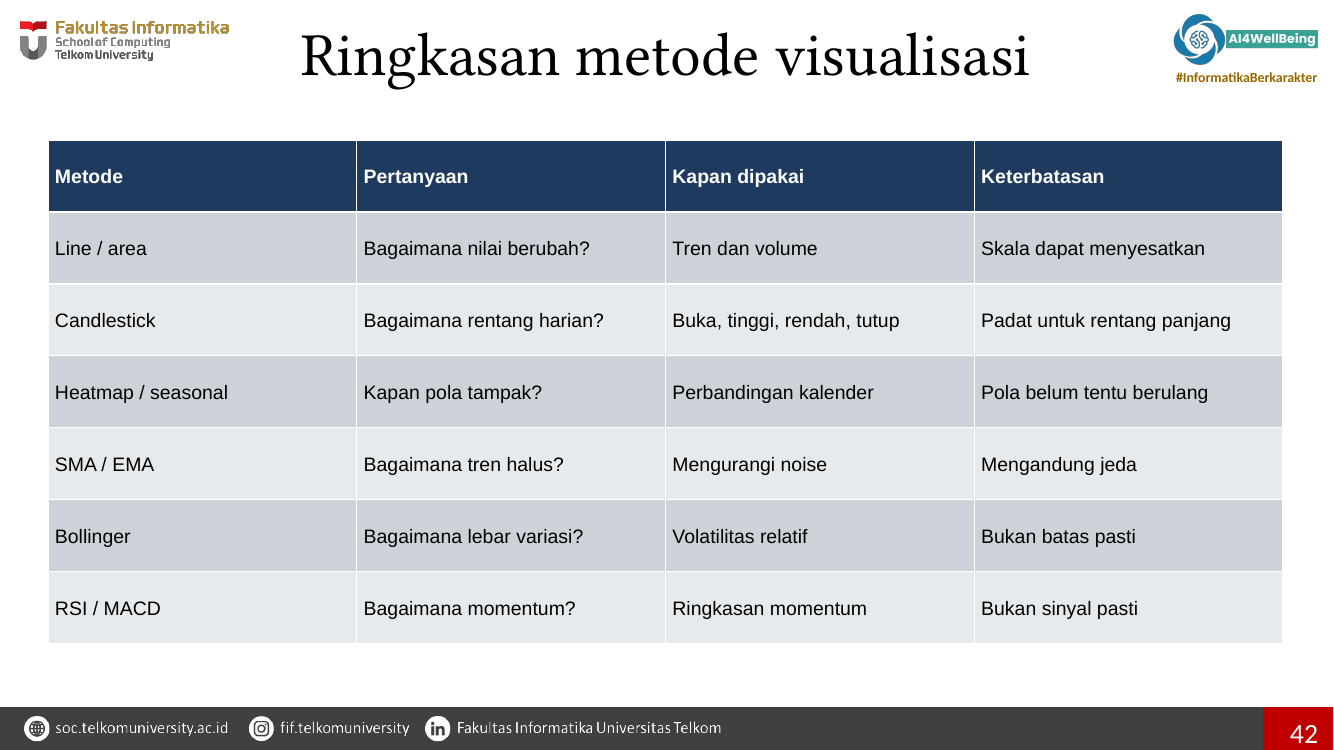 Fakultas Informatika
School of Computing
Telkom University
Ringkasan metode visualisasi
AI4WellBeing
#InformatikaBerkarakter
Metode Pertanyaan Kapan dipakai Keterbatasan
Line / area Bagaimana nilai berubah? Tren dan volume Skala dapat menyesatkan
Candlestick Bagaimana rentang harian? Buka, tinggi, rendah, tutup Padat untuk rentang panjang
Heatmap / seasonal Kapan pola tampak? Perbandingan kalender Pola belum tentu berulang
SMA / EMA Bagaimana tren halus? Mengurangi noise Mengandung jeda
Bollinger Bagaimana lebar variasi? Volatilitas relatif Bukan batas pasti
RSI / MACD Bagaimana momentum? Ringkasan momentum Bukan sinyal pasti
soc.telkomuniversity.ac.id fif.telkomuniversity in Fakultas Informatika Universitas Telkom 42